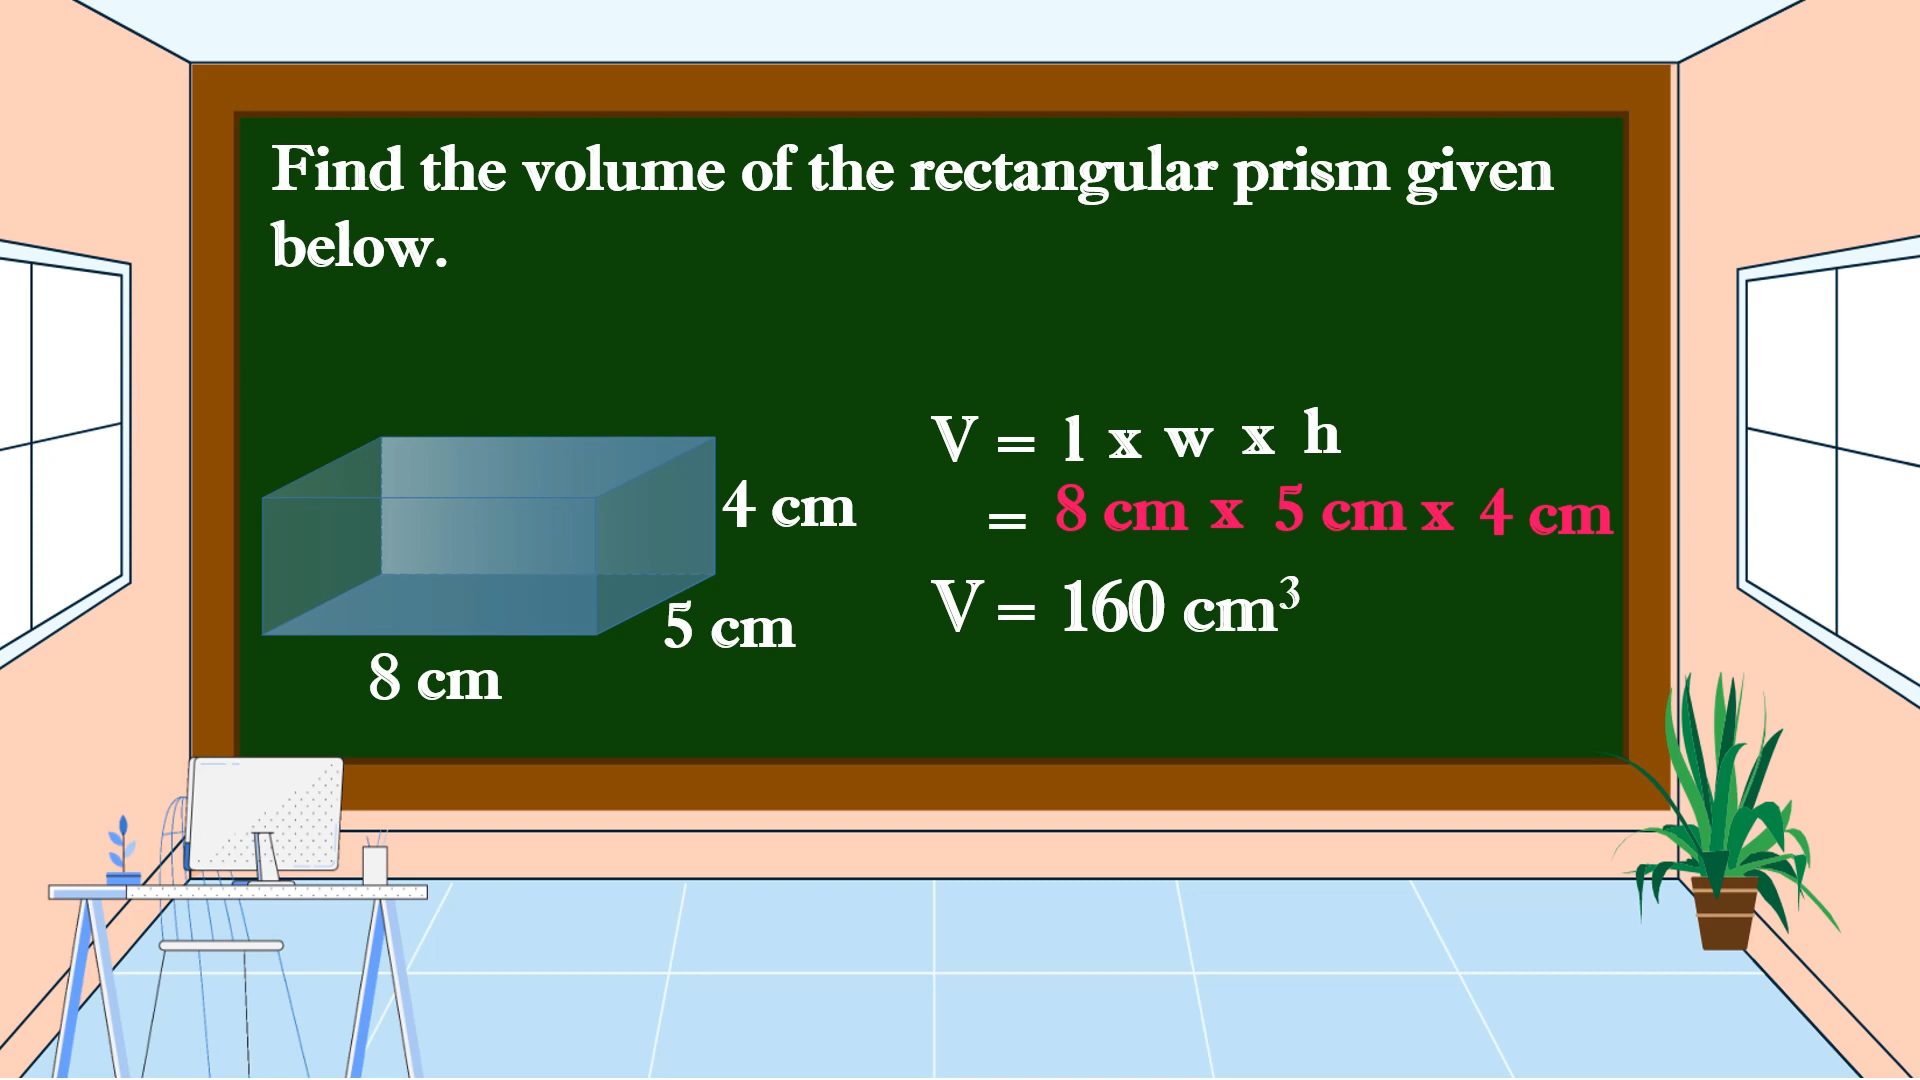 Find the volume of the rectangular prism given
below.
V = l x w x h
= 8 cm x 5 cm x 4 cm
V = 160 cm³
4 cm
5 cm
8 cm